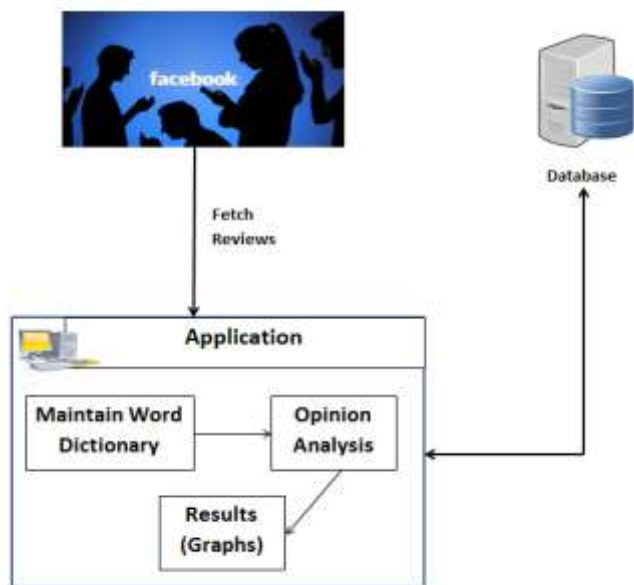 facebook
Database
Fetch
Reviews
Application
Maintain Word
Dictionary
Opinion
Analysis
Results
(Graphs)